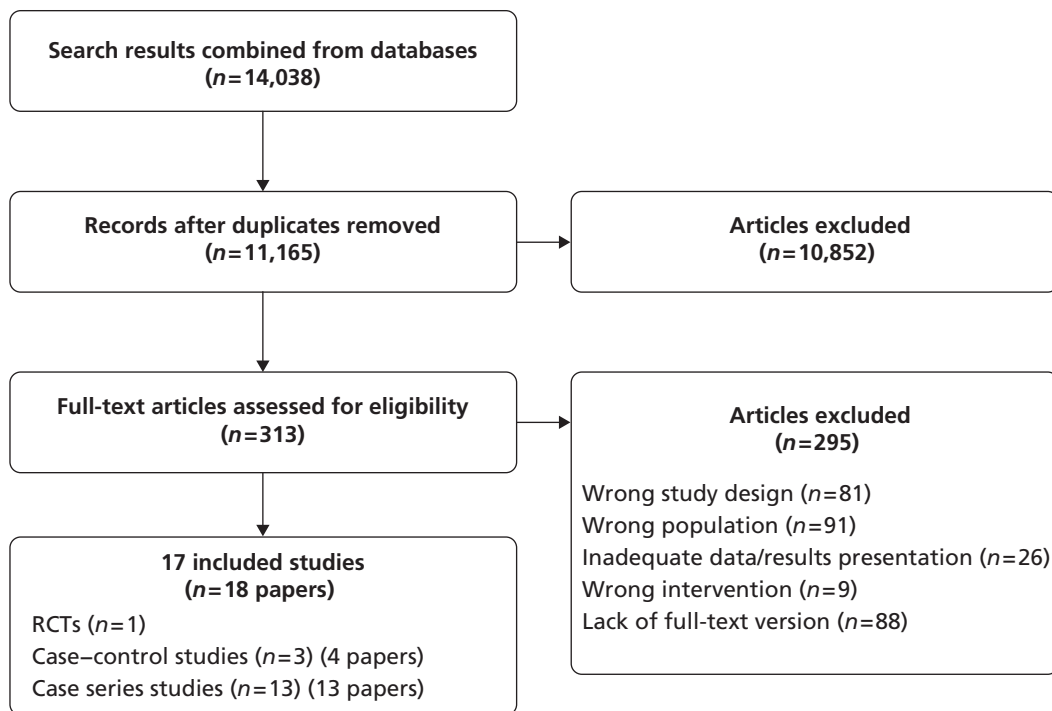 Search results combined from databases
(n=14,038)
Records after duplicates removed
(n=11,165)
Articles excluded
(n=10,852)
Full-text articles assessed for eligibility
(n=313)
Articles excluded
(n=295)
Wrong study design (n=81)
Wrong population (n=91)
Inadequate data/results presentation (n=26)
Wrong intervention (n=9)
Lack of full-text version (n=88)
17 included studies
(n=18 papers)
RCTs (n=1)
Case–control studies (n=3) (4 papers)
Case series studies (n=13) (13 papers)